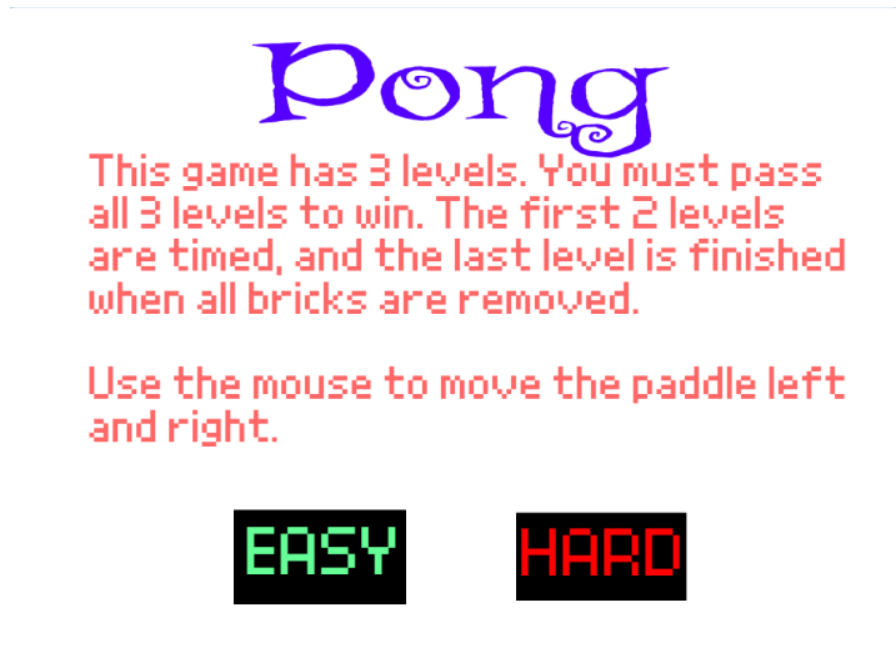 Pong
This game has 3 levels. You must pass
all 3 levels to win. The first 2 levels
are timed, and the last level is finished
when all bricks are removed.
Use the mouse to move the paddle left
and right.
EASY
HARD